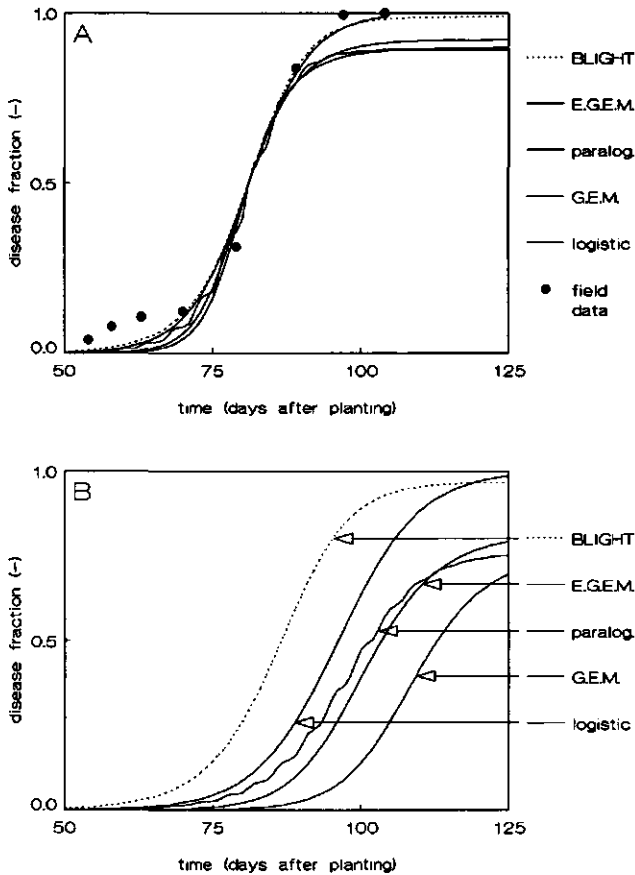 1.0
A
0.5
0.0
disease fraction (-)
50
75
100
125
time (days after planting)
BLIGHT
E.G.E.M.
paralog.
G.E.M.
logistic
field
data
1.0
B
0.5
0.0
disease fraction (-)
50
75
100
125
time (days after planting)
BLIGHT
E.G.E.M.
paralog.
G.E.M.
logistic